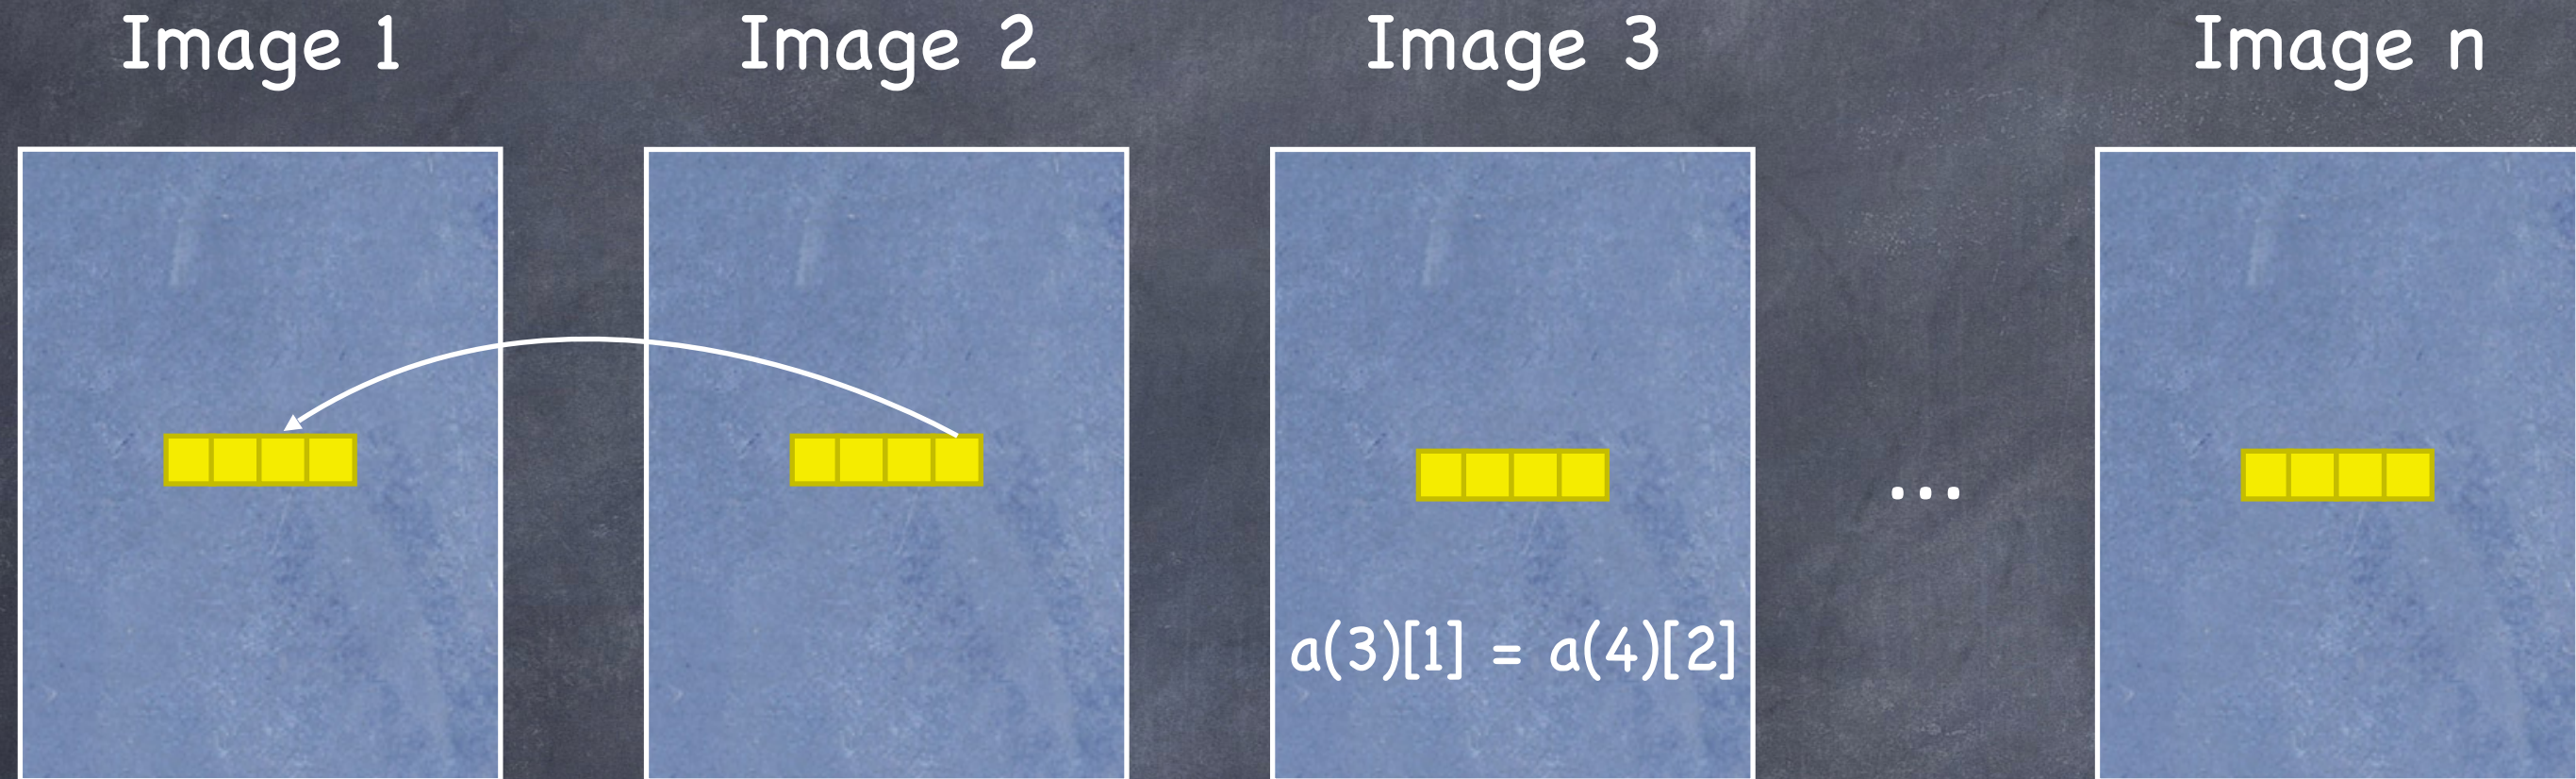 Image 1
Image 2
Image 3
Image n
...
a(3)[1] = a(4)[2]